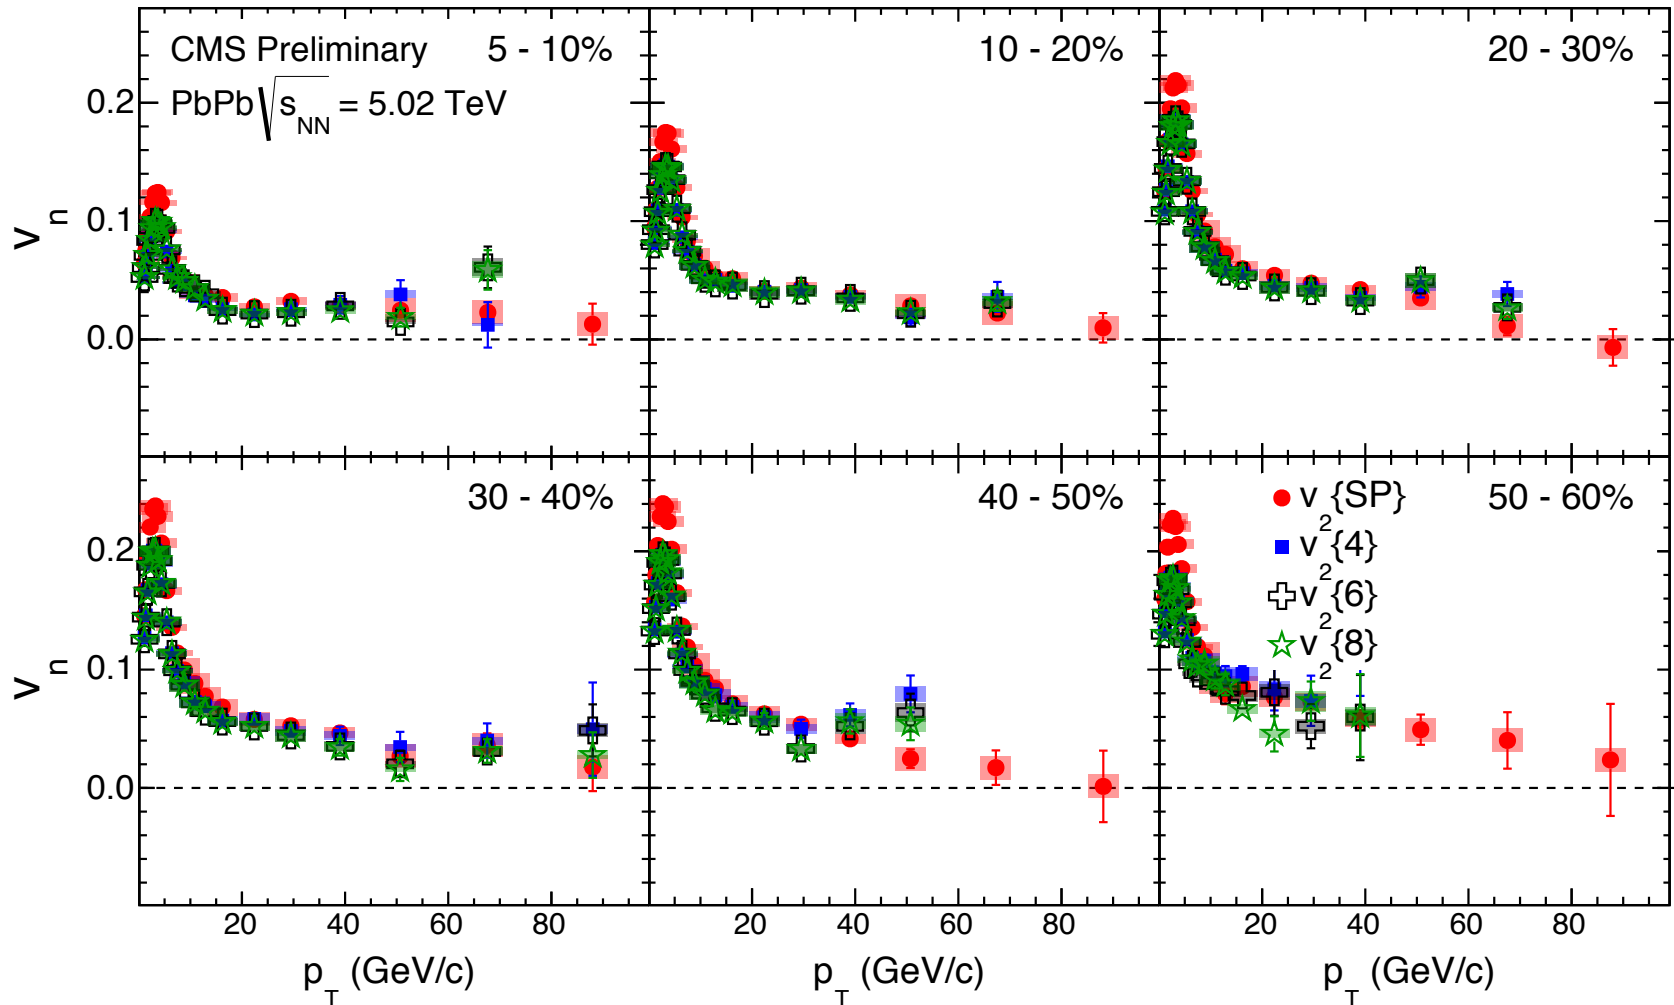 CMS Preliminary 5 - 10%
PbPb √s_NN = 5.02 TeV
10 - 20%
20 - 30%
v_n
0.2
0.1
0.0
30 - 40%
40 - 50%
50 - 60%
v_2{SP}
v_2{4}
v_2{6}
v_2{8}
v_n
0.2
0.1
0.0
20 40 60 80
20 40 60 80
20 40 60 80
p_T (GeV/c)
p_T (GeV/c)
p_T (GeV/c)